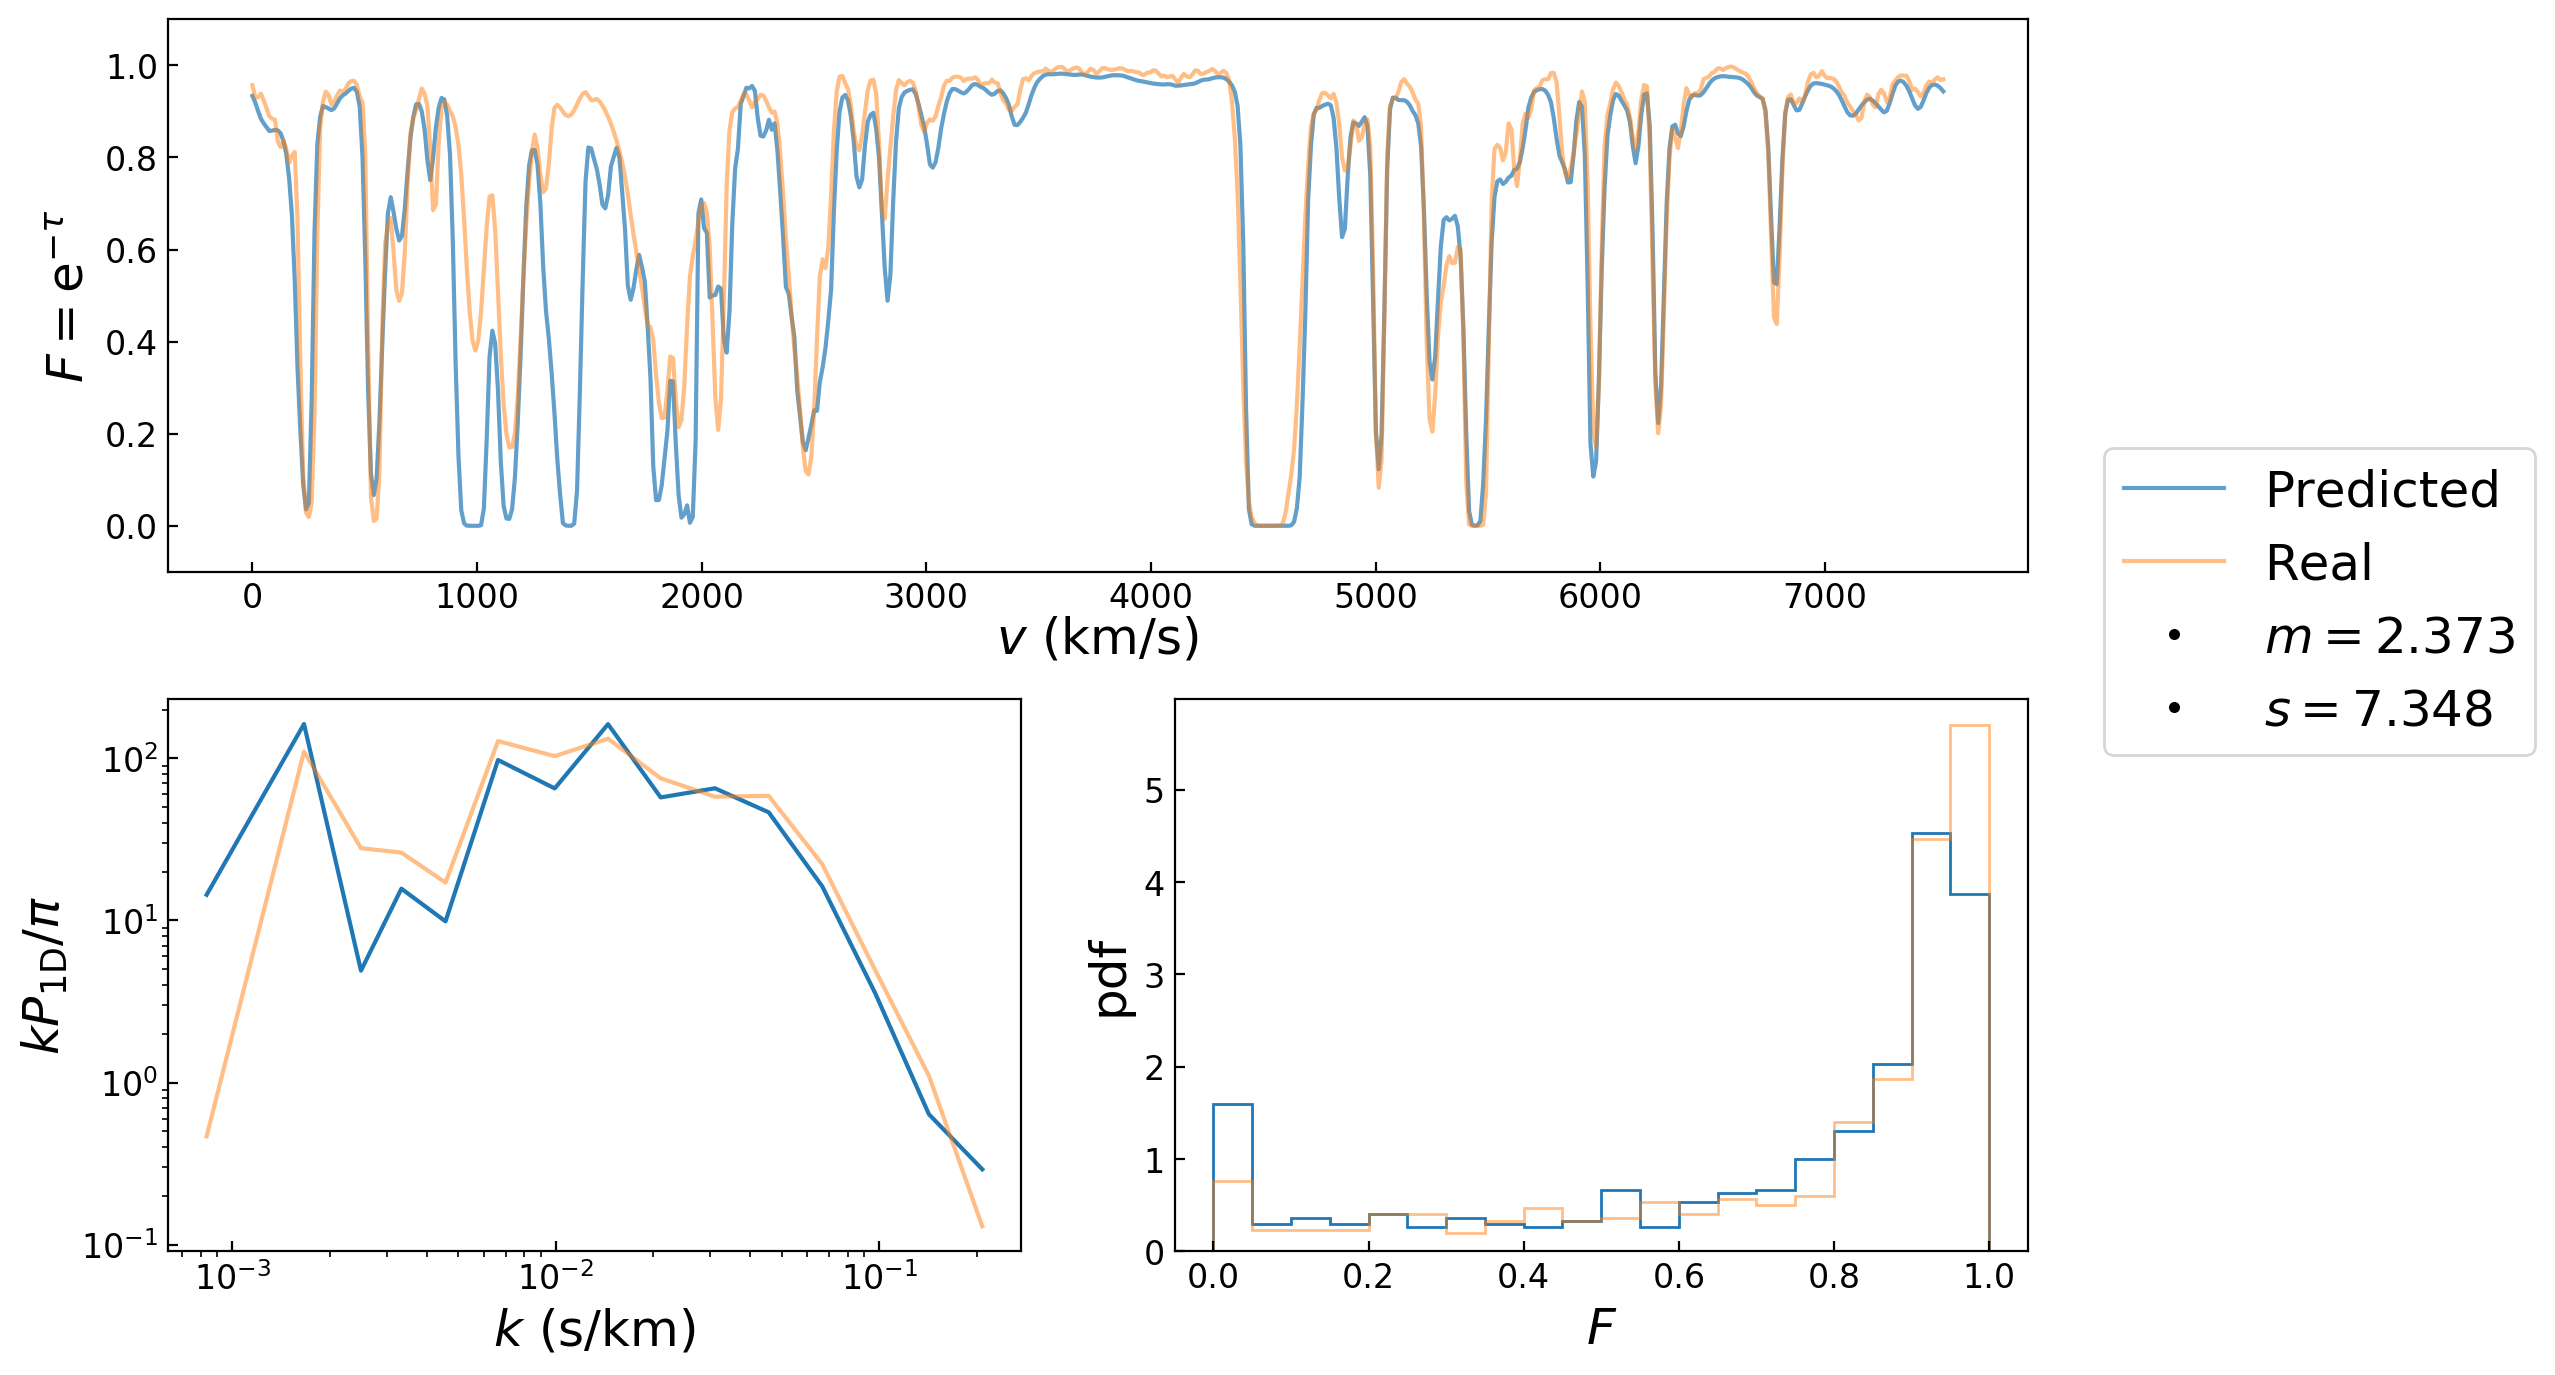 1.0
0.8
0.6
0.4
0.2
0.0
F = e^{-τ}
0 1000 2000 3000 4000 5000 6000 7000
v (km/s)
Predicted
Real
m = 2.373
s = 7.348
10^2
10^1
10^0
10^{-1}
kP_{1D}/π
10^{-3} 10^{-2} 10^{-1}
k (s/km)
5
4
3
2
1
0
pdf
0.0 0.2 0.4 0.6 0.8 1.0
F